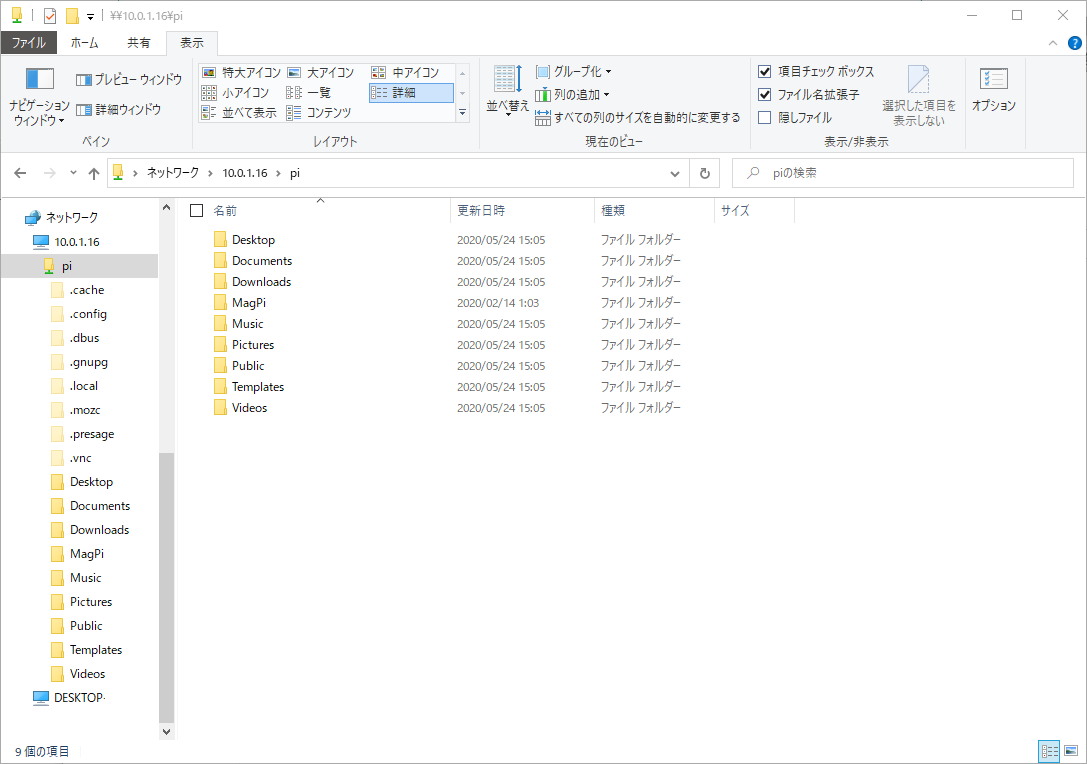 ¥¥10.0.1.16¥pi
ファイル ホーム 共有 表示
ナビゲーション ウィンドウ
プレビュー ウィンドウ
詳細ウィンドウ
ペイン
特大アイコン 大アイコン 中アイコン
小アイコン 一覧 詳細
並べて表示 コンテンツ
レイアウト
並べ替え
グループ化
列の追加
すべての列のサイズを自動的に変更する
現在のビュー
項目チェック ボックス
ファイル名拡張子
隠しファイル
選択した項目を
表示しない
表示/非表示
オプション
ネットワーク > 10.0.1.16 > pi
piの検索
ネットワーク
10.0.1.16
pi
.cache
.config
.dbus
.gnupg
.local
.mozc
.presage
.vnc
Desktop
Documents
Downloads
MagPi
Music
Pictures
Public
Templates
Videos
DESKTOP-
名前 更新日時 種類 サイズ
Desktop 2020/05/24 15:05 ファイル フォルダー
Documents 2020/05/24 15:05 ファイル フォルダー
Downloads 2020/05/24 15:05 ファイル フォルダー
MagPi 2020/02/14 1:03 ファイル フォルダー
Music 2020/05/24 15:05 ファイル フォルダー
Pictures 2020/05/24 15:05 ファイル フォルダー
Public 2020/05/24 15:05 ファイル フォルダー
Templates 2020/05/24 15:05 ファイル フォルダー
Videos 2020/05/24 15:05 ファイル フォルダー
9 個の項目